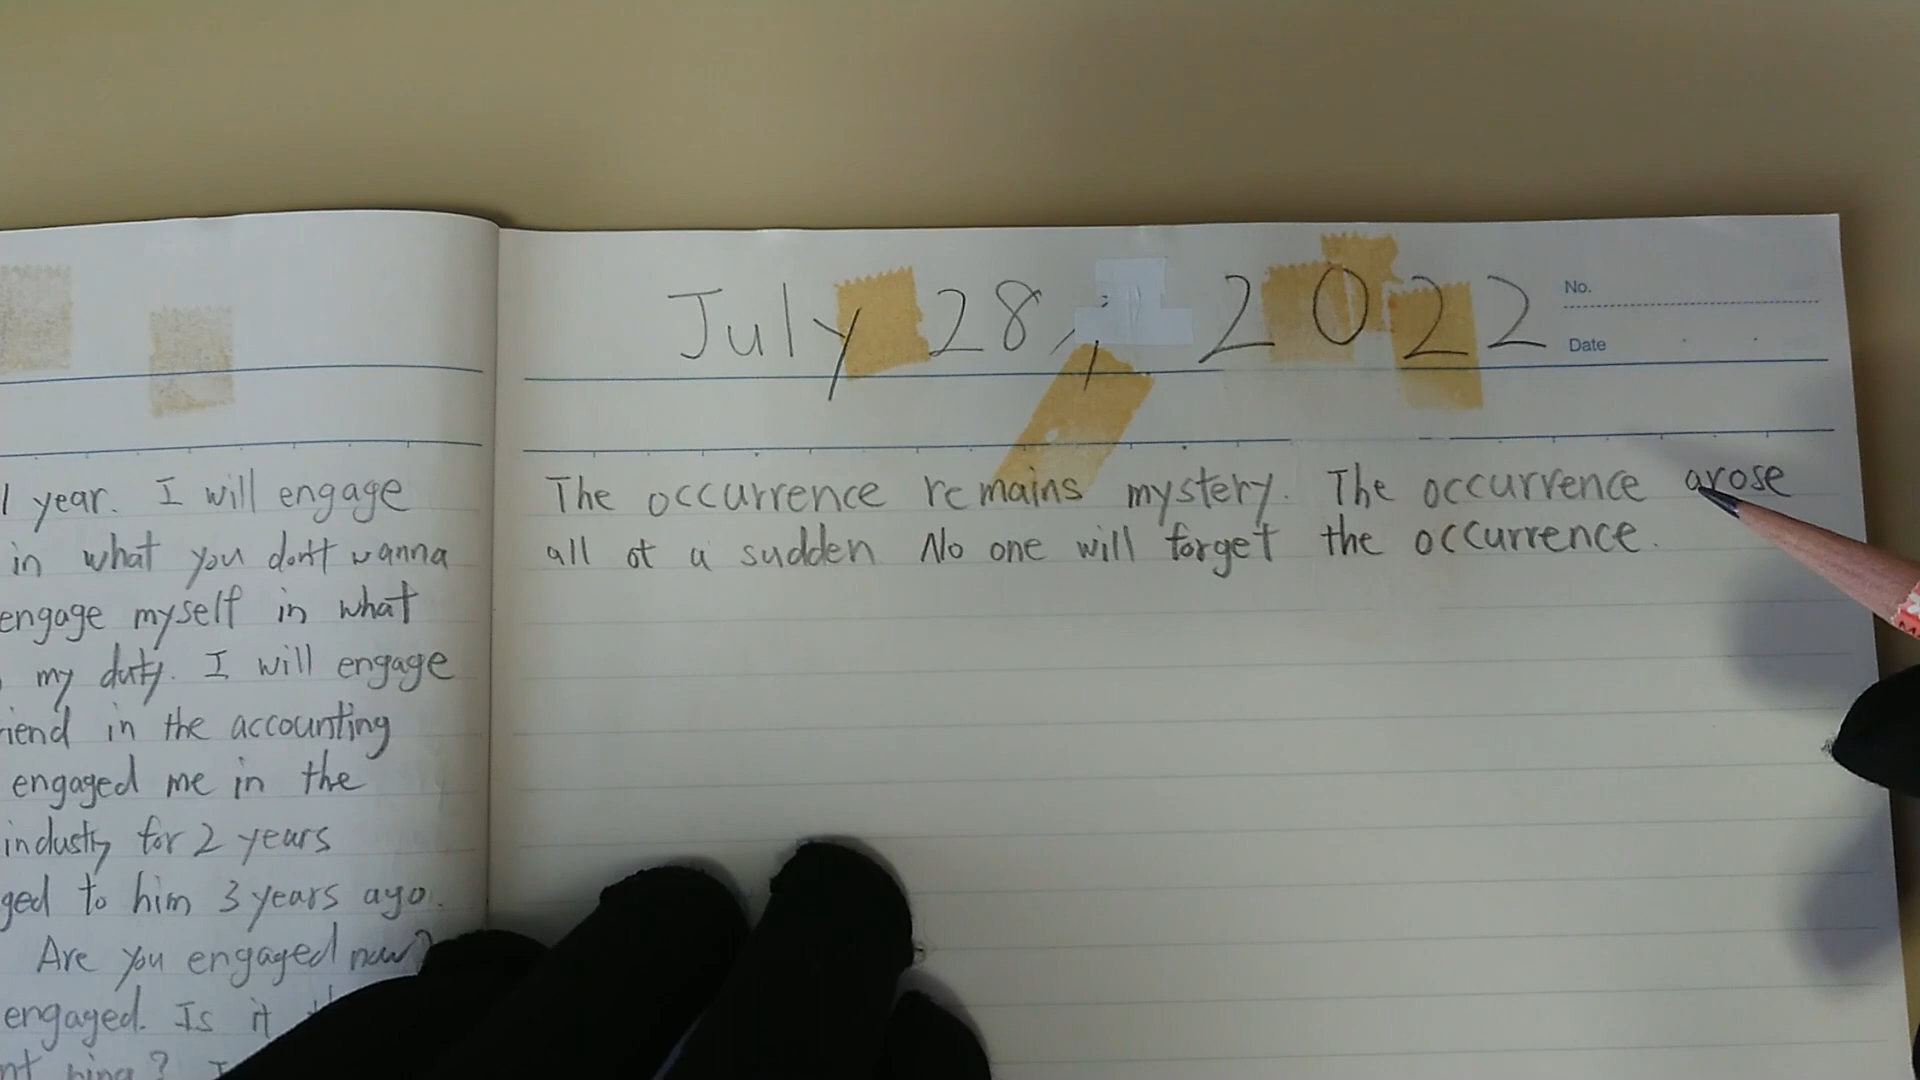 1 year. I will engage
in what you don't wanna
engage myself in what
my duty. I will engage
in the accounting
engaged me in the
industry for 2 years
to him 3 years ago.
Are you engaged now?
engaged. Is it
July 28, 2022
No.
Date
The occurrence remains mystery. The occurrence arose
all of a sudden. No one will forget the occurrence.